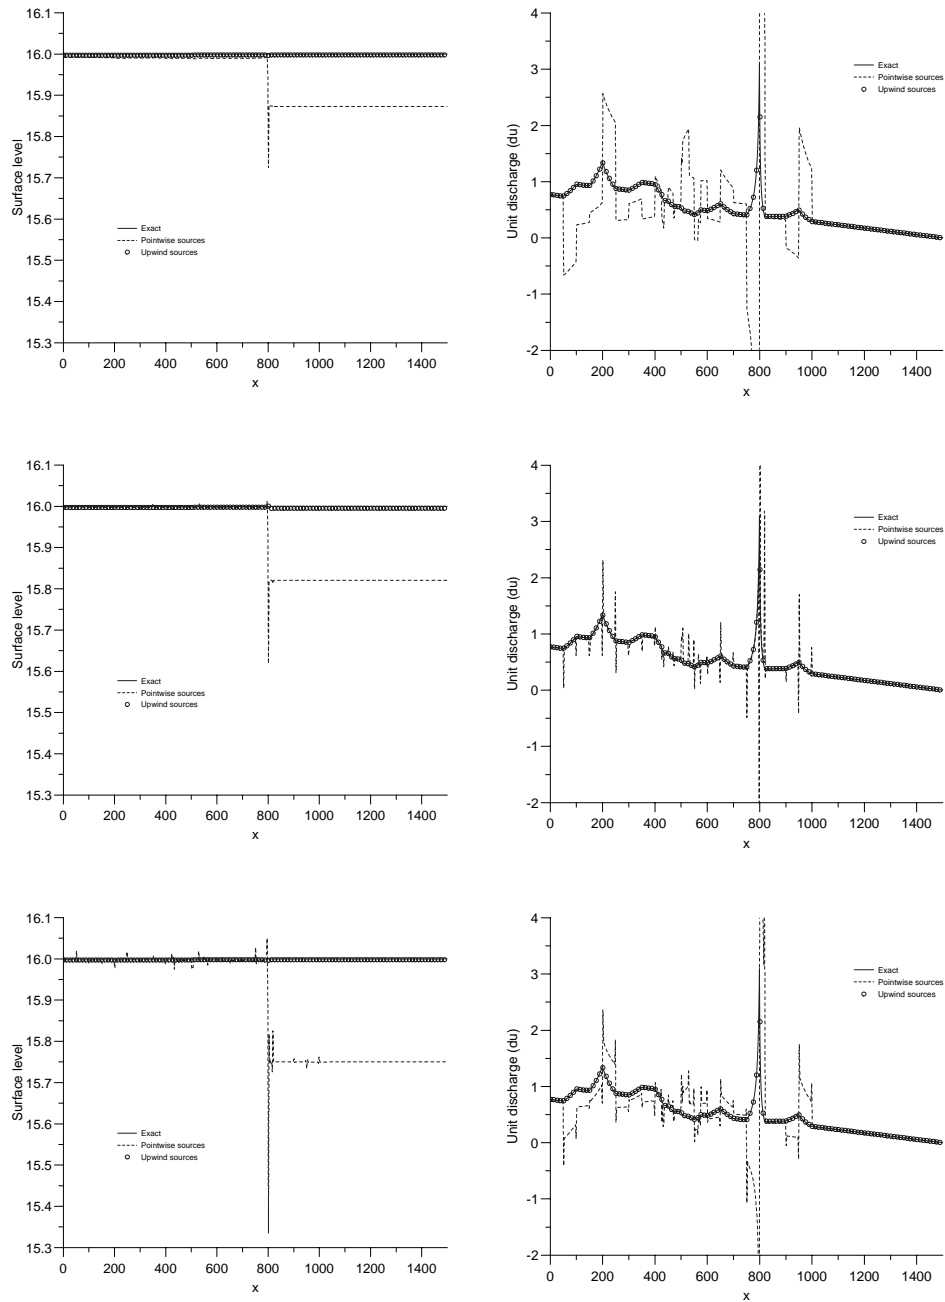 16.1
16.0
15.9
15.8
15.7
15.6
15.5
15.4
15.3
Surface level
0 200 400 600 800 1000 1200 1400
x
Exact
Pointwise sources
Upwind sources
4
3
2
1
0
-1
-2
Unit discharge (du)
0 200 400 600 800 1000 1200 1400
x
Exact
Pointwise sources
Upwind sources
16.1
16.0
15.9
15.8
15.7
15.6
15.5
15.4
15.3
Surface level
0 200 400 600 800 1000 1200 1400
x
Exact
Pointwise sources
Upwind sources
4
3
2
1
0
-1
-2
Unit discharge (du)
0 200 400 600 800 1000 1200 1400
x
Exact
Pointwise sources
Upwind sources
16.1
16.0
15.9
15.8
15.7
15.6
15.5
15.4
15.3
Surface level
0 200 400 600 800 1000 1200 1400
x
Exact
Pointwise sources
Upwind sources
4
3
2
1
0
-1
-2
Unit discharge (du)
0 200 400 600 800 1000 1200 1400
x
Exact
Pointwise sources
Upwind sources